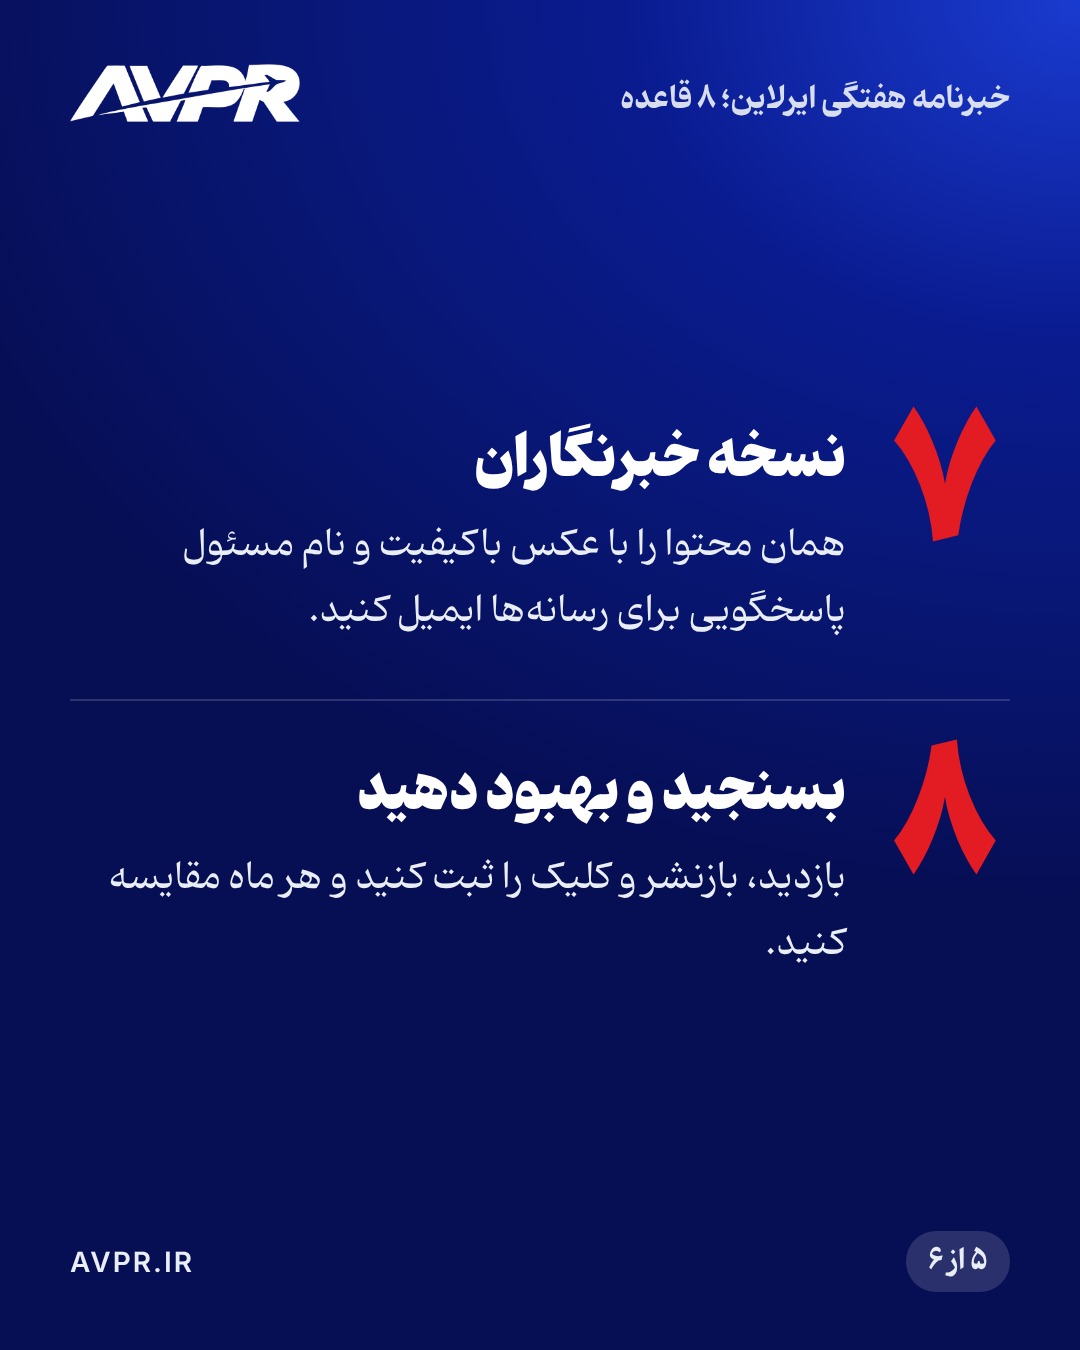 خبرنامه هفتگی ایرلاین؛ ۸ قاعده
AVPR
۷
نسخه خبرنگاران
همان محتوا را با عکس باکیفیت و نام مسئول
پاسخگویی برای رسانه‌ها ایمیل کنید.
۸
بسنجید و بهبود دهید
بازدید، بازنشر و کلیک را ثبت کنید و هر ماه مقایسه
کنید.
۵ از ۶
AVPR.IR